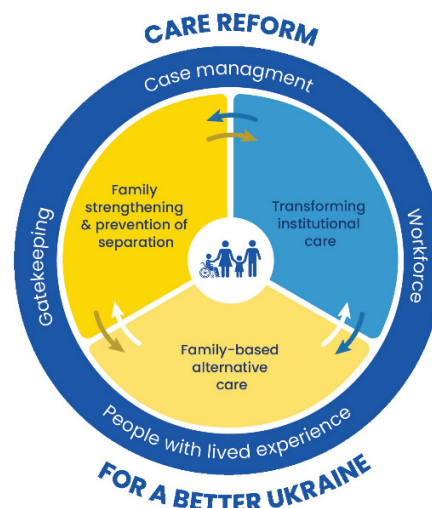 CARE REFORM
Case managment
Gatekeeping
Workforce
People with lived experience
Family
strengthening
& prevention of
separation
Transforming
institutional
care
Family-based
alternative
care
FOR A BETTER UKRAINE